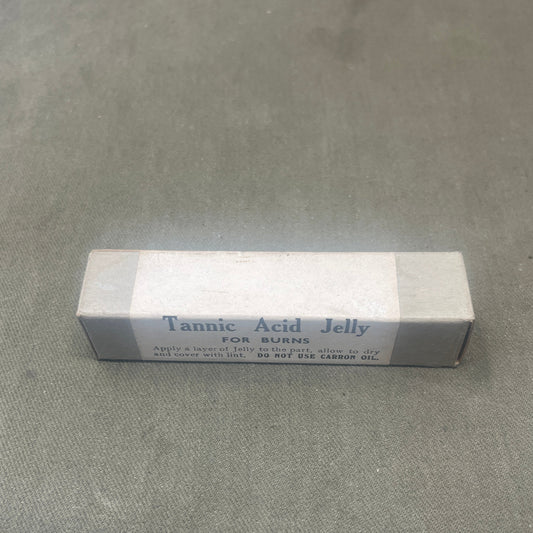 Tannic Acid Jelly
FOR BURNS
Apply a layer of Jelly to the part, allow to dry
and cover with lint. DO NOT USE CARRON OIL.